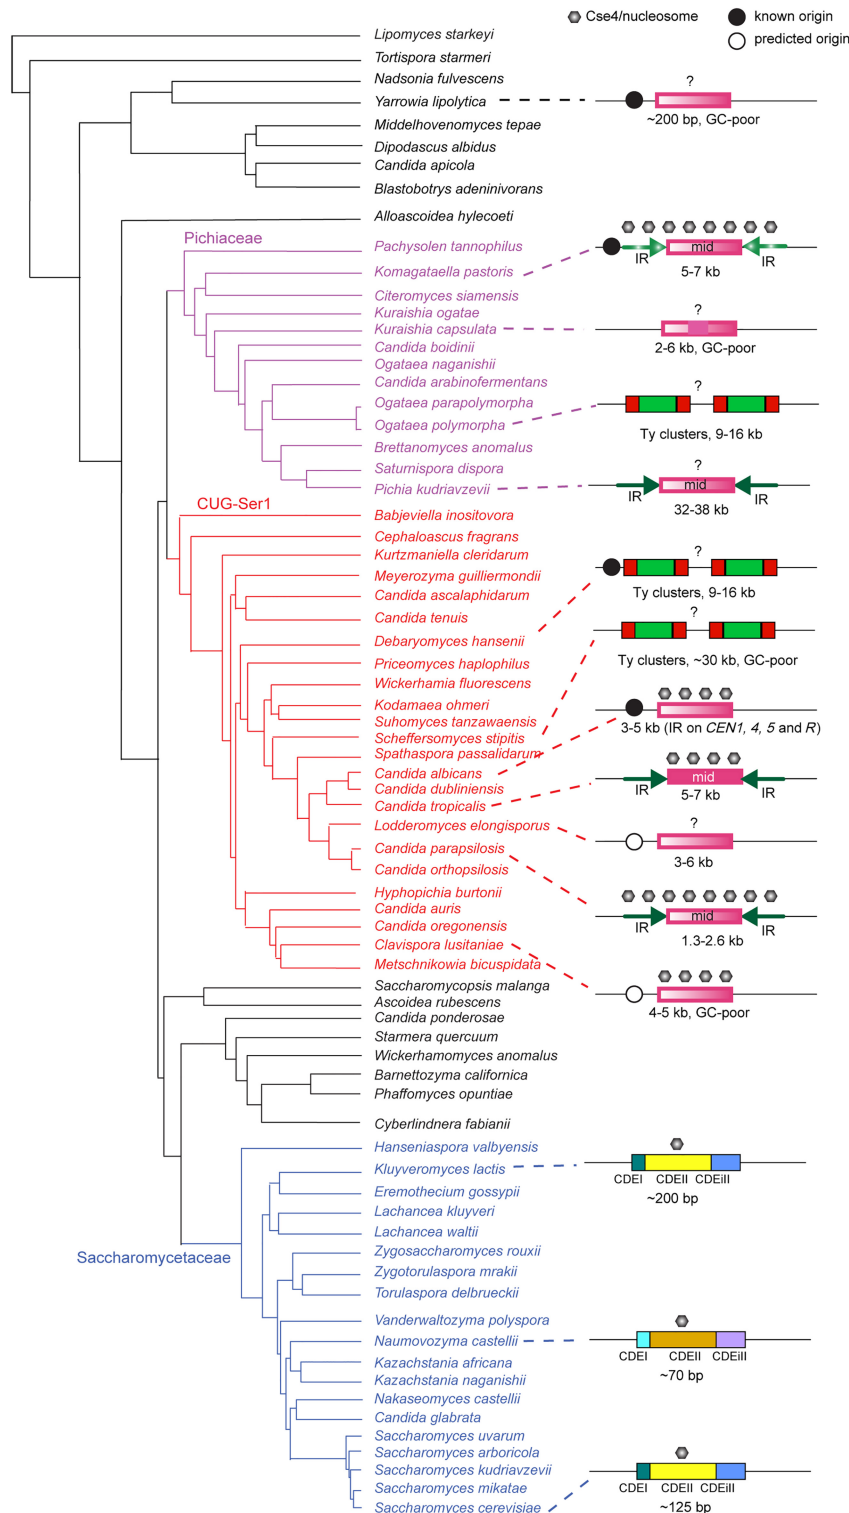 Cse4/nucleosome
known origin
predicted origin
Lipomyces starkeyi
Tortispora starmeri
Nadsonia fulvescens
?
Yarrowia lipolytica
~200 bp, GC-poor
Middelhovenomyces tepae
Dipodascus albidus
Candida apicola
Blastobotrys adeninivorans
Alloascoidea hylecoeti
Pichiaceae
Pachysolen tannophilus
mid
IR
IR
Komagataella pastoris
5-7 kb
Citeromyces siamensis
?
Kuraishia ogatae
Kuraishia capsulata
2-6 kb, GC-poor
Candida boidinii
Ogataea naganishii
Candida arabinofermentans
?
Ogataea parapolymorpha
Ogataea polymorpha
Ty clusters, 9-16 kb
Brettanomyces anomalus
Saturnispora dispora
?
Pichia kudriavzevii
mid
IR
IR
32-38 kb
CUG-Ser1
Babjeviella inositovora
Cephaloascus fragrans
Kurtzmaniella cleridarum
?
Meyerozyma guilliermondii
Candida ascalaphidarum
Ty clusters, 9-16 kb
Candida tenuis
?
Debaryomyces hansenii
Priceomyces haplophilus
Ty clusters, ~30 kb, GC-poor
Wickerhamia fluorescens
Kodamaea ohmeri
Suhomyces tanzawaensis
3-5 kb (IR on CEN1, 4, 5 and R)
Scheffersomyces stipitis
Spathaspora passalidarum
Candida albicans
mid
Candida dubliniensis
IR
IR
5-7 kb
Candida tropicalis
Lodderomyces elongisporus
?
Candida parapsilosis
3-6 kb
Candida orthopsilosis
Hyphopichia burtonii
Candida auris
mid
Candida oregonensis
IR
IR
1.3-2.6 kb
Clavispora lusitaniae
Metschnikowia bicuspidata
Saccharomycopsis malanga
Ascoidea rubescens
4-5 kb, GC-poor
Candida ponderosae
Starmera quercuum
Wickerhamomyces anomalus
Barnettozyma californica
Phaffomyces opuntiae
Cyberlindnera fabianii
Hanseniaspora valbyensis
Kluyveromyces lactis
CDEI
CDEII
CDEiII
~200 bp
Eremothecium gossypii
Lachancea kluyveri
Lachancea waltii
Saccharomycetaceae
Zygosaccharomyces rouxii
Zygotorulaspora mrakii
Torulaspora delbrueckii
Vanderwaltozyma polyspora
Naumovozyma castellii
CDEI
CDEII
CDEiII
Kazachstania africana
~70 bp
Kazachstania naganishii
Nakaseomyces castellii
Candida glabrata
Saccharomyces uvarum
Saccharomyces arboricola
Saccharomyces kudriavzevii
Saccharomyces mikatae
CDEI
CDEII
CDEiII
Saccharomyces cerevisiae
~125 bp